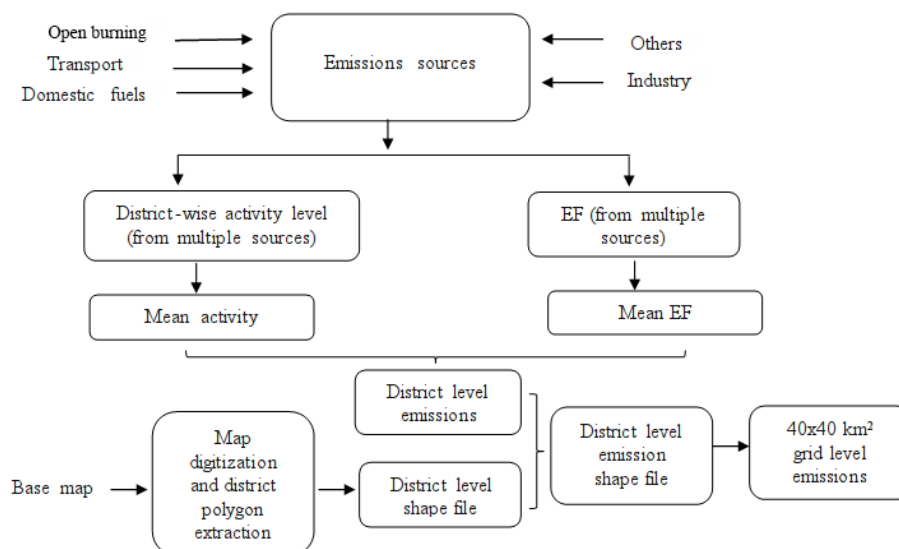 Open burning
Transport
Domestic fuels
Emissions sources
Others
Industry
District-wise activity level
(from multiple sources)
EF (from multiple
sources)
Mean activity
Mean EF
District level
emissions
Base map
Map
digitization
and district
polygon
extraction
District level
shape file
District level
emission
shape file
40x40 km²
grid level
emissions